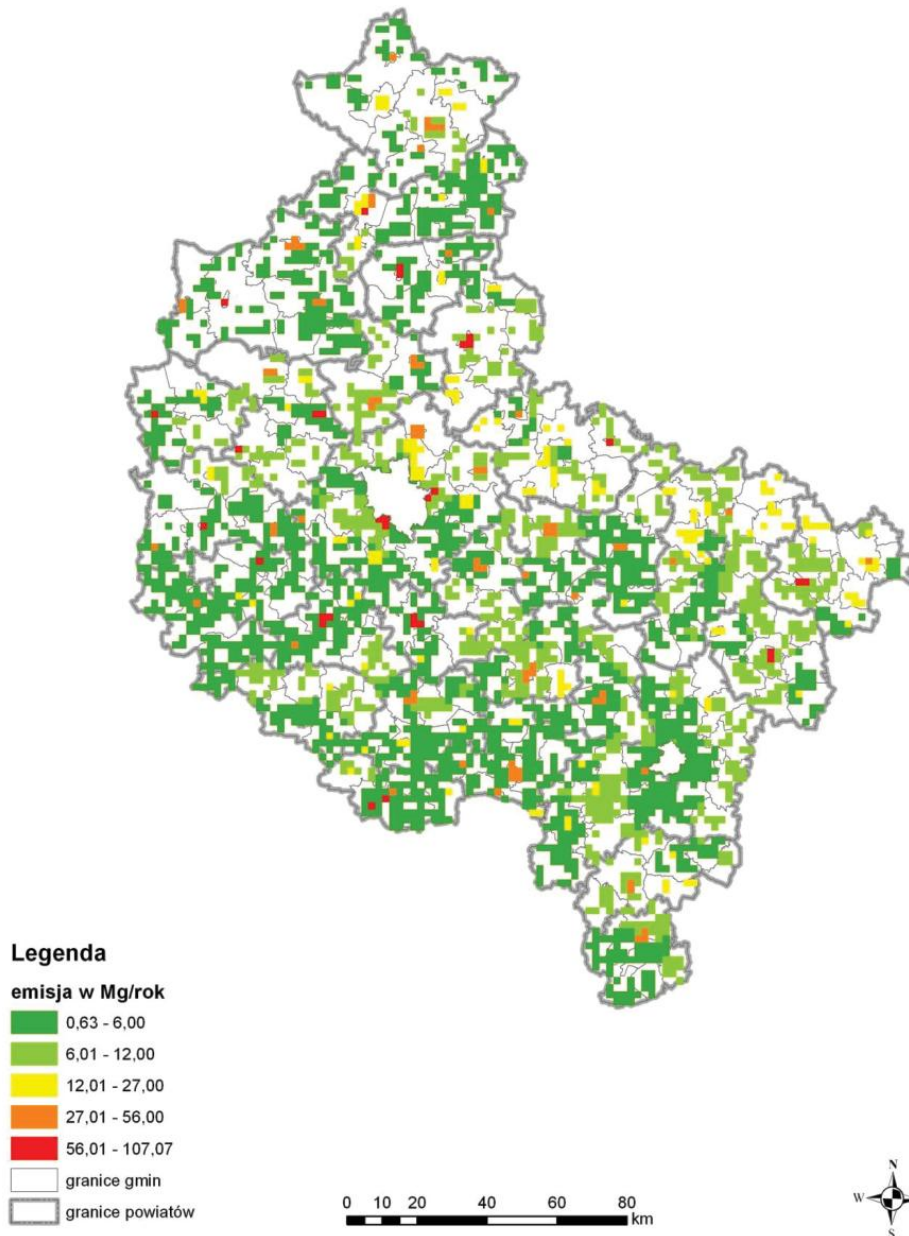 Legenda
emisja w Mg/rok
0,63 - 6,00
6,01 - 12,00
12,01 - 27,00
27,01 - 56,00
56,01 - 107,07
granice gmin
granice powiatów
0 10 20 40 60 80
km
N
W E
S